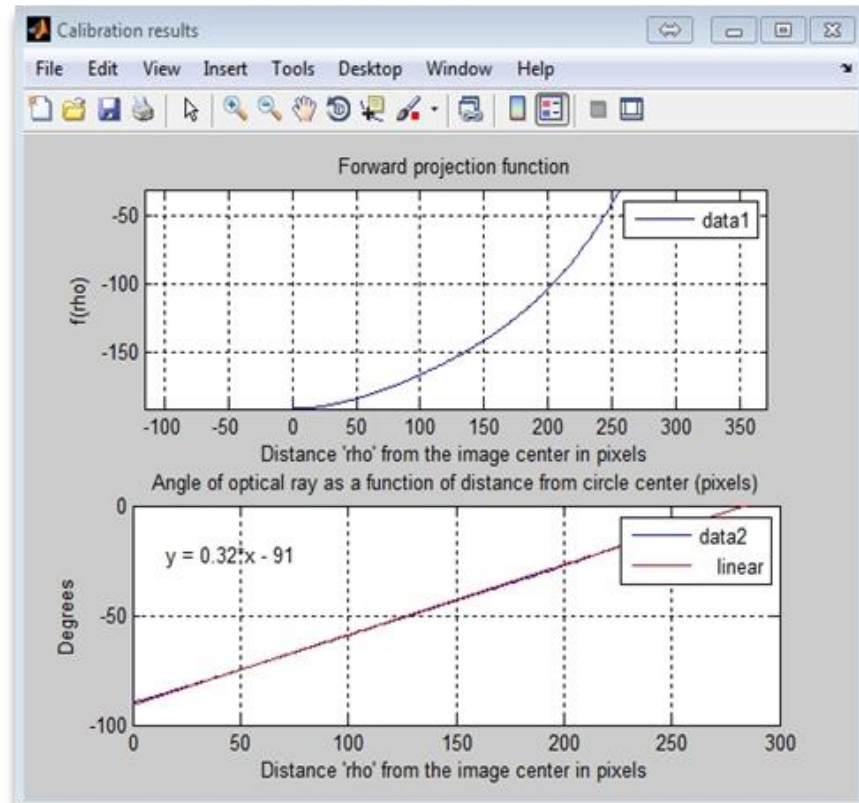 Calibration results
File Edit View Insert Tools Desktop Window Help
Forward projection function
-50
-100
-150
f(rho)
data1
-100 -50 0 50 100 150 200 250 300 350
Distance 'rho' from the image center in pixels
Angle of optical ray as a function of distance from circle center (pixels)
0
-50
-100
Degrees
y = 0.32*x - 91
data2
linear
0 50 100 150 200 250 300
Distance 'rho' from the image center in pixels